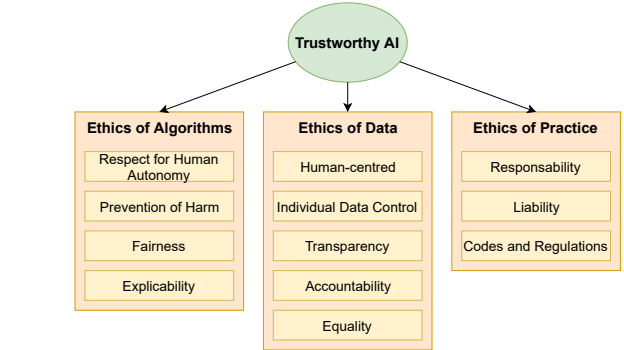 Trustworthy AI
Ethics of Algorithms
Respect for Human
Autonomy
Prevention of Harm
Fairness
Explicability
Ethics of Data
Human-centred
Individual Data Control
Transparency
Accountability
Equality
Ethics of Practice
Responsability
Liability
Codes and Regulations